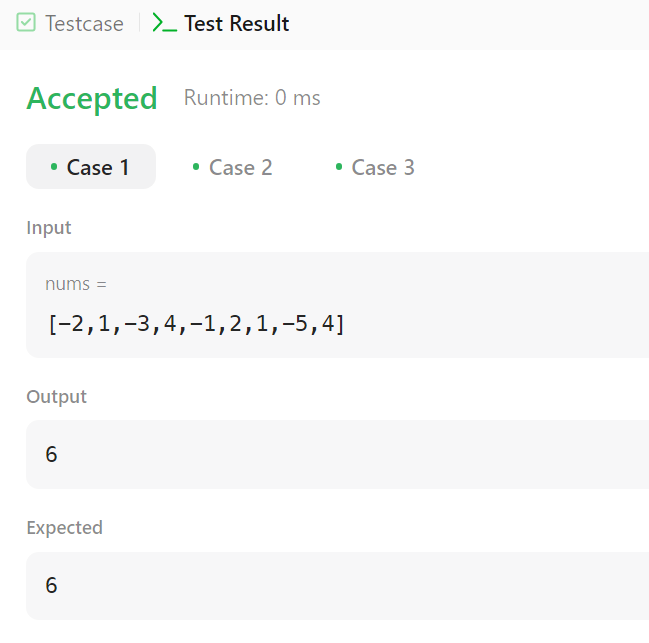 Testcase
Test Result
Accepted Runtime: 0 ms
Case 1 Case 2 Case 3
Input
nums =
[-2,1,-3,4,-1,2,1,-5,4]
Output
6
Expected
6